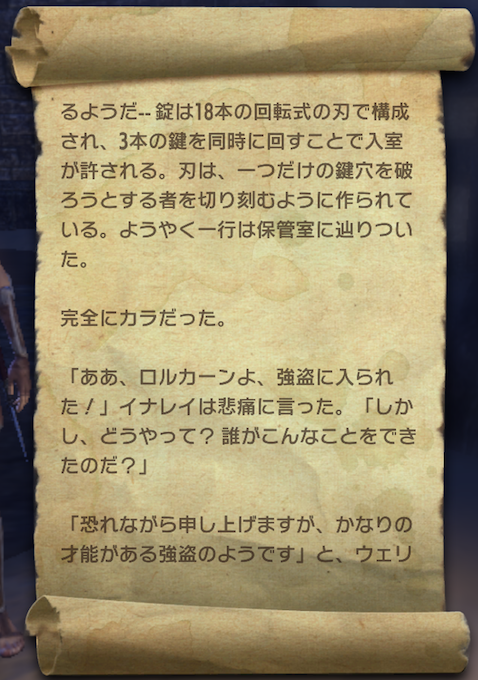 るようだ-- 錠は18本の回転式の刃で構成
され、3本の鍵を同時に回すことで入室
が許される。刃は、一つだけの鍵穴を破
ろうとする者を切り刻むように作られて
いる。ようやく一行は保管室に辿りつい
た。
完全にカラだった。
「ああ、ロルカーンよ、強盗に入られ
た！」イナレイは悲痛に言った。「しか
し、どうやって？ 誰がこんなことをでき
たのだ？」
「恐れながら申し上げますが、かなりの
才能がある強盗のようです」と、ウェリ